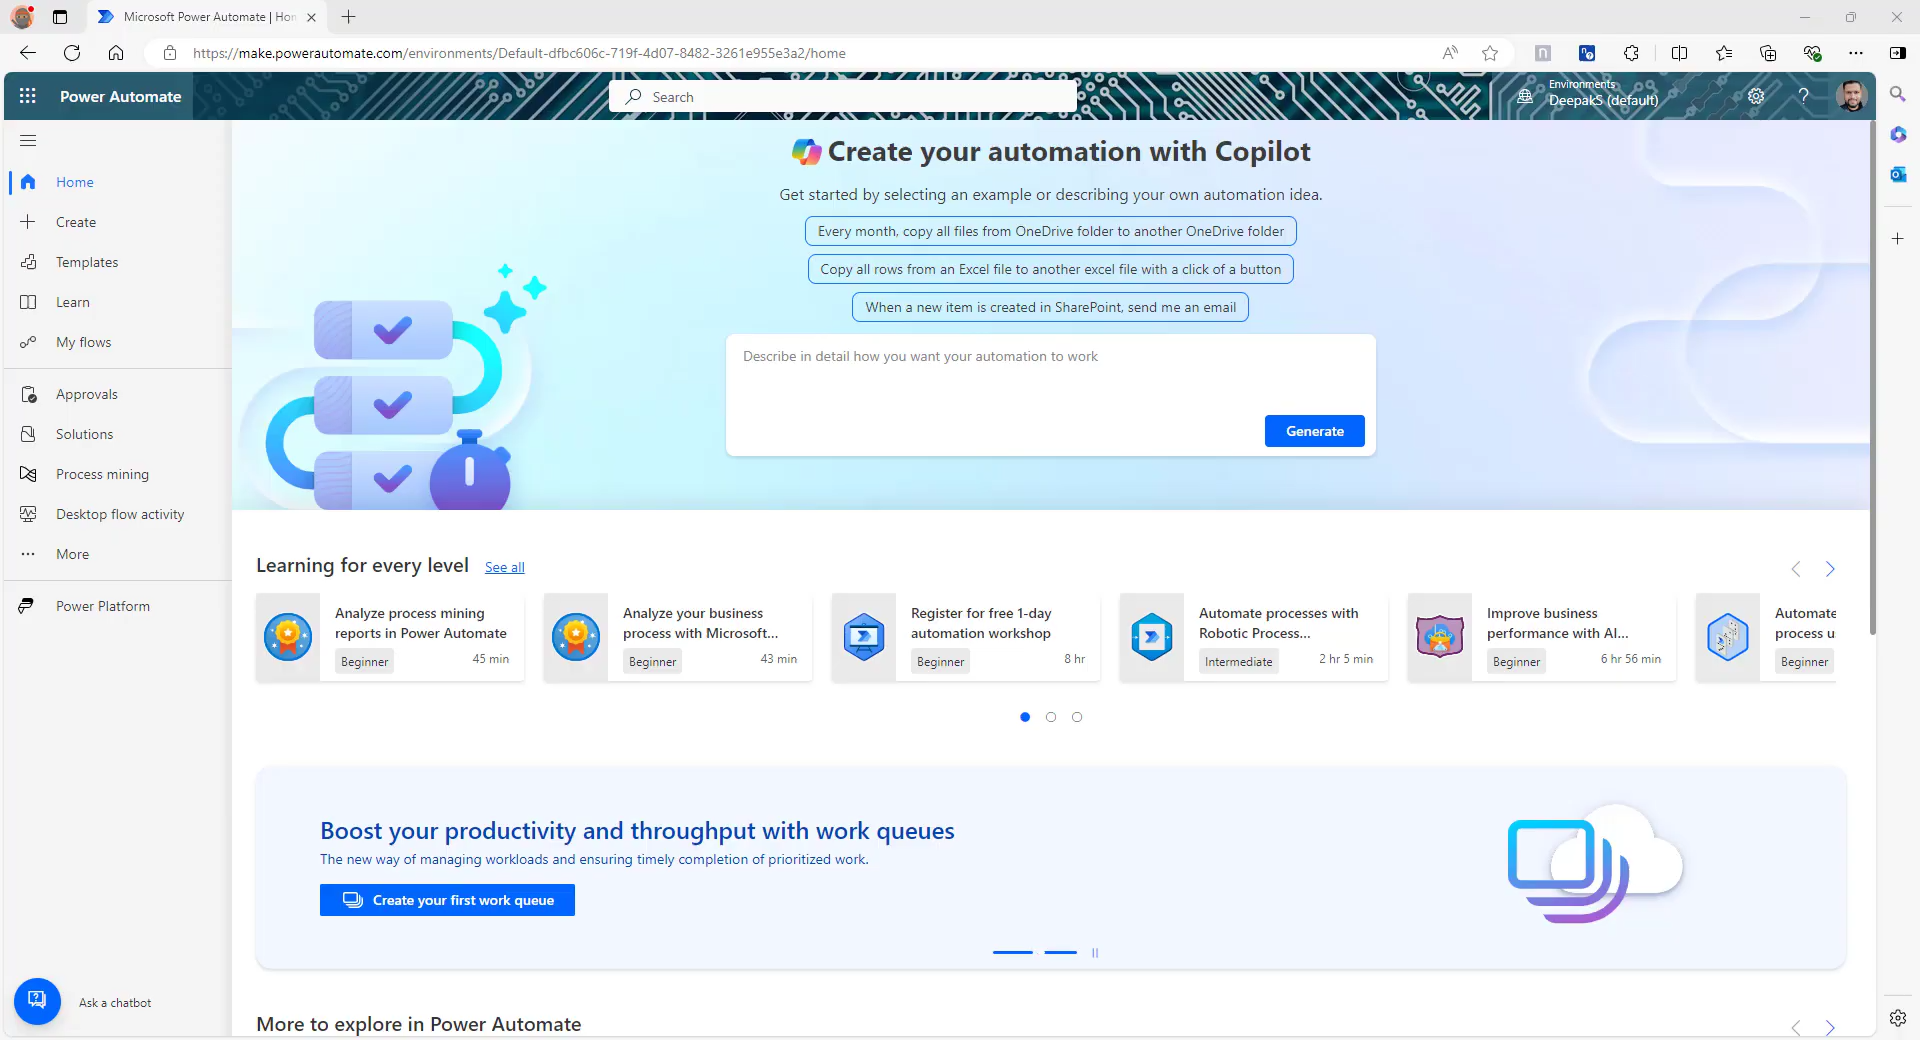 Microsoft Power Automate | Hon
https://make.powerautomate.com/environments/Default-dfbc606c-719f-4d07-8482-3261e955e3a2/home
Power Automate
Search
Environments
DeepakS (default)
Home
Create
Templates
Learn
My flows
Approvals
Solutions
Process mining
Desktop flow activity
More
Power Platform
Ask a chatbot
Create your automation with Copilot
Get started by selecting an example or describing your own automation idea.
Every month, copy all files from OneDrive folder to another OneDrive folder
Copy all rows from an Excel file to another excel file with a click of a button
When a new item is created in SharePoint, send me an email
Describe in detail how you want your automation to work
Generate
Learning for every level See all
Analyze process mining
reports in Power Automate
Beginner 45 min
Analyze your business
process with Microsoft...
Beginner 43 min
Register for free 1-day
automation workshop
Beginner 8 hr
Automate processes with
Robotic Process...
Intermediate 2 hr 5 min
Improve business
performance with AI...
Beginner 6 hr 56 min
Automate
process u
Beginner
Boost your productivity and throughput with work queues
The new way of managing workloads and ensuring timely completion of prioritized work.
Create your first work queue
More to explore in Power Automate